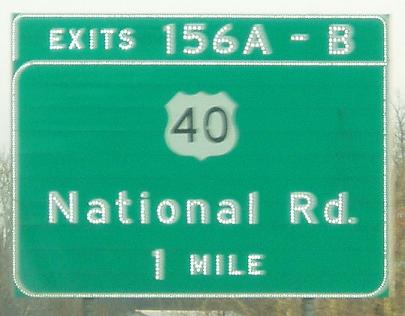 EXITS 156A - B
40
National Rd.
1 MILE